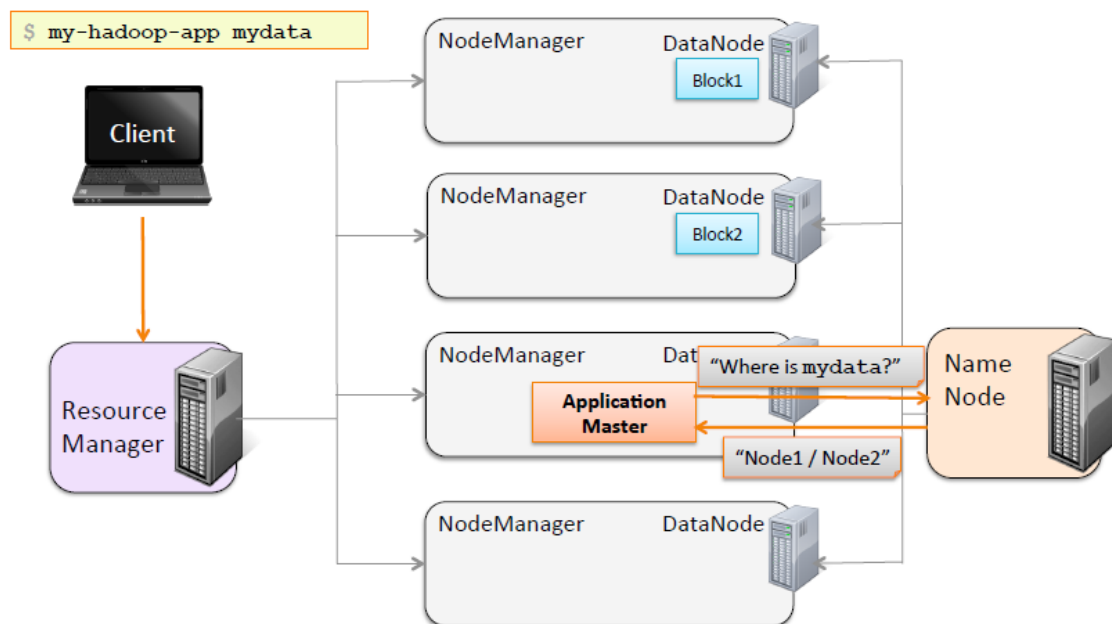 $ my-hadoop-app mydata
Client
Resource
Manager
NodeManager DataNode
Block1
NodeManager DataNode
Block2
NodeManager Dat
“Where is mydata?”
Application
Master
“Node1 / Node2”
NodeManager DataNode
Name
Node